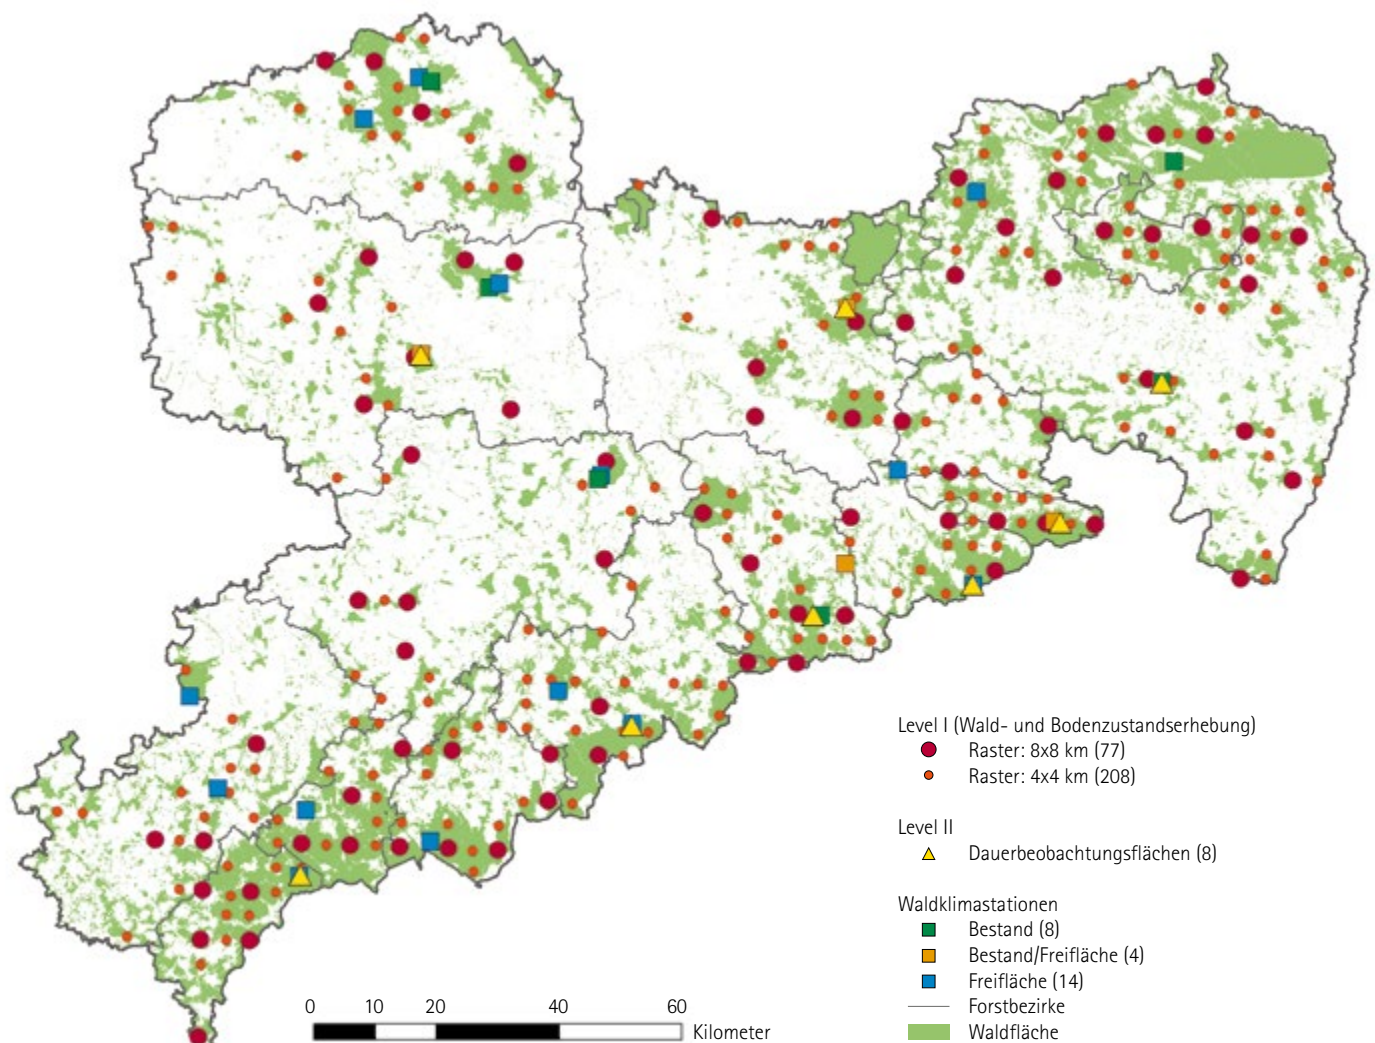 Level I (Wald- und Bodenzustandserhebung)
Raster: 8x8 km (77)
Raster: 4x4 km (208)
Level II
Dauerbeobachtungsflächen (8)
Waldklimastationen
Bestand (8)
Bestand/Freifläche (4)
Freifläche (14)
Forstbezirke
Waldfläche
0 10 20 40 60
Kilometer